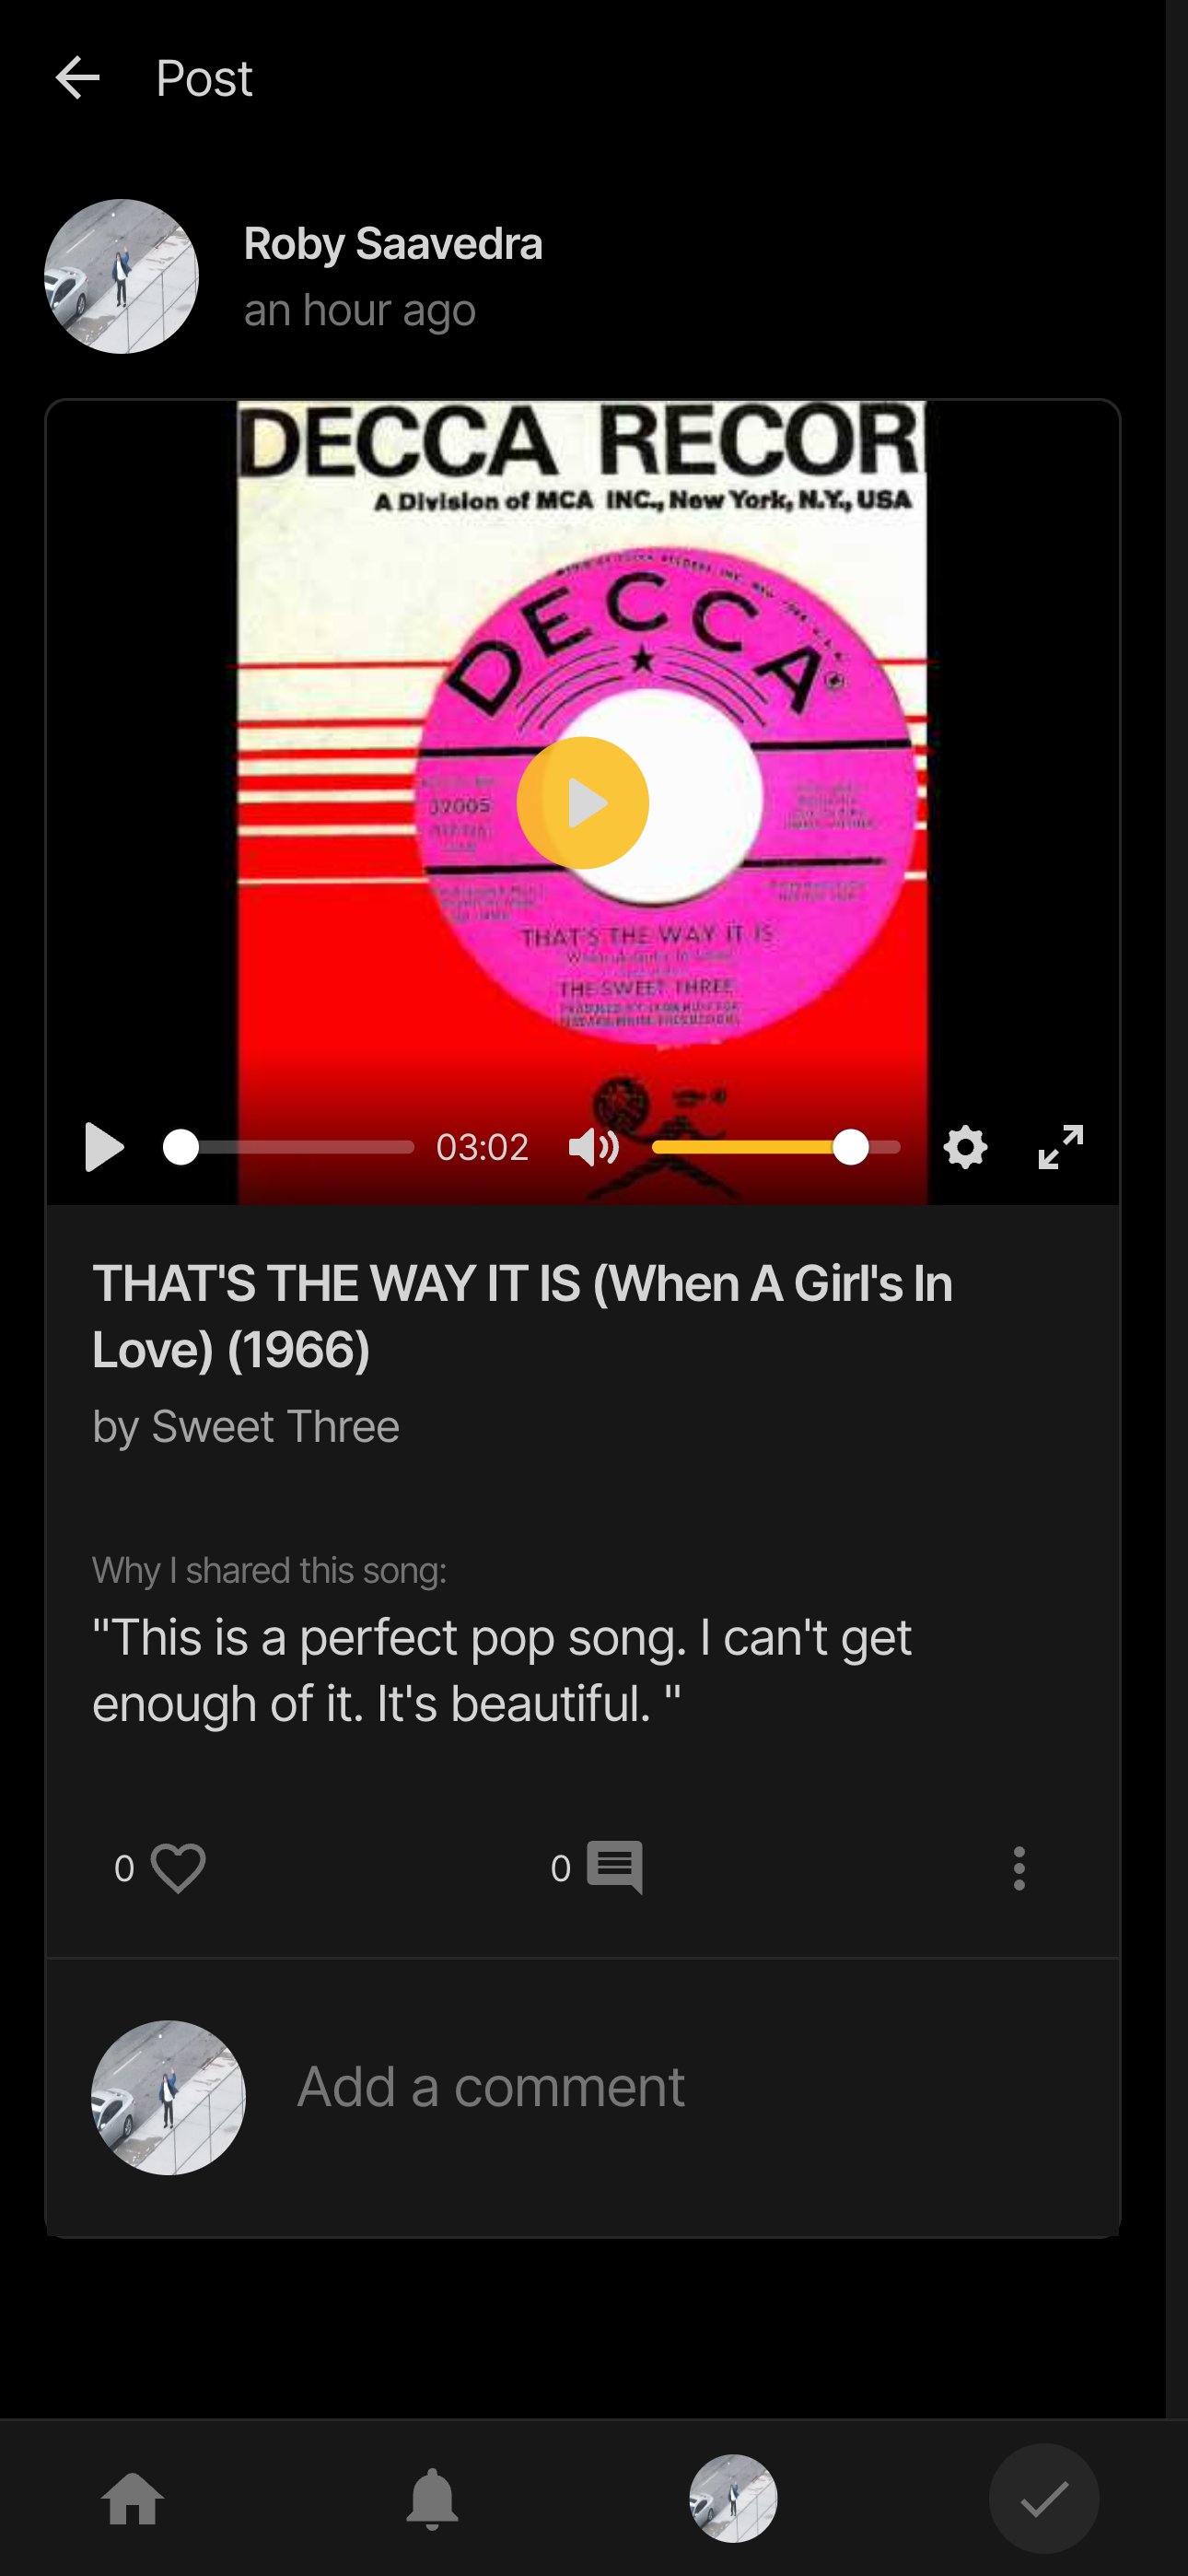 Post
Roby Saavedra
an hour ago
DECCA RECOR
A Division of MCA INC., New York, N.Y., USA
DECCA
32005
THAT'S THE WAY IT IS
THE SWEET THREE
03:02
THAT'S THE WAY IT IS (When A Girl's In
Love) (1966)
by Sweet Three
Why I shared this song:
"This is a perfect pop song. I can't get
enough of it. It's beautiful. "
0
0
Add a comment